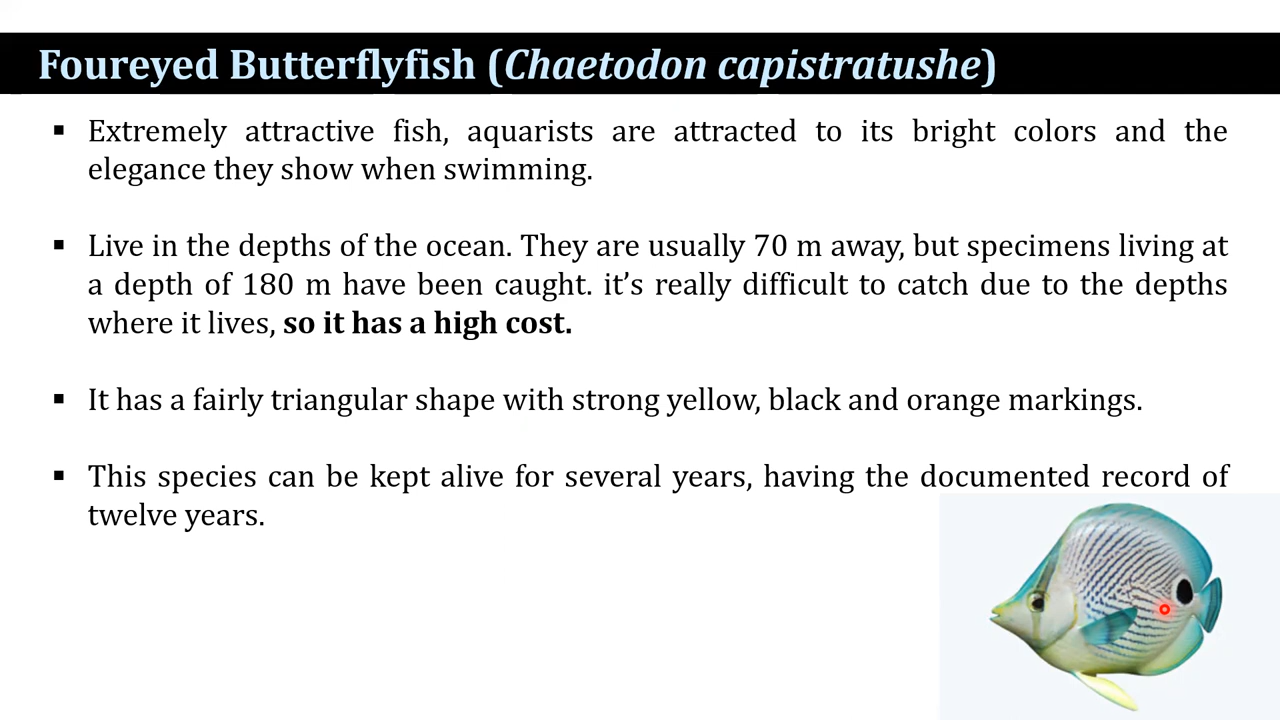 Foureyed Butterflyfish (Chaetodon capistratushe)
▪ Extremely attractive fish, aquarists are attracted to its bright colors and the
elegance they show when swimming.
▪ Live in the depths of the ocean. They are usually 70 m away, but specimens living at
a depth of 180 m have been caught. it’s really difficult to catch due to the depths
where it lives, so it has a high cost.
▪ It has a fairly triangular shape with strong yellow, black and orange markings.
▪ This species can be kept alive for several years, having the documented record of
twelve years.